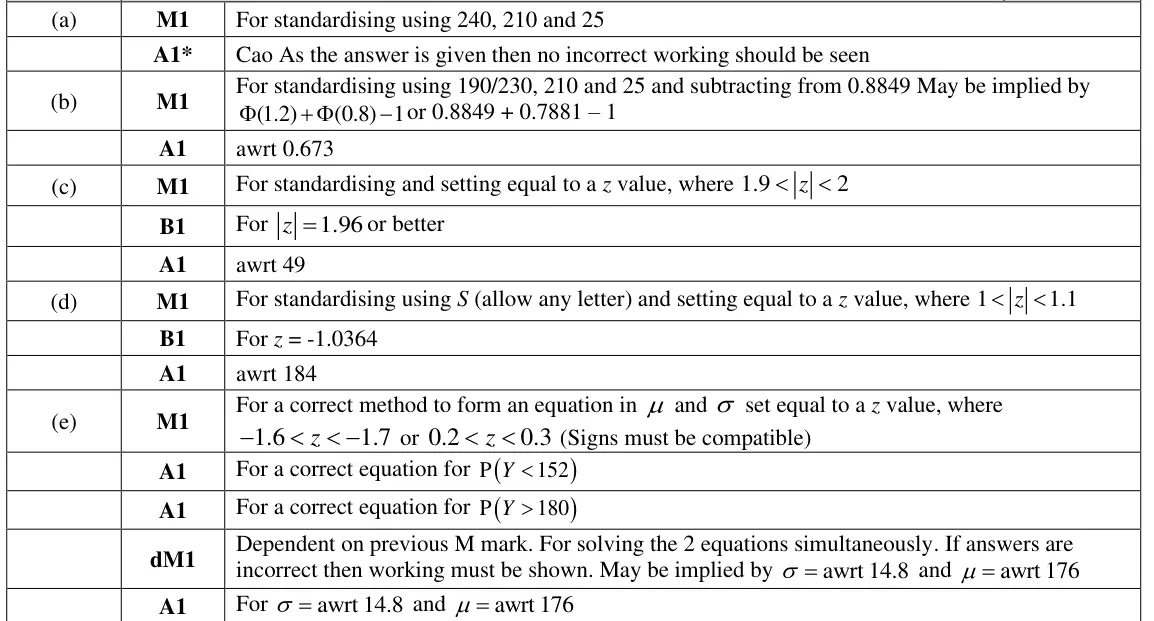 (a) M1 For standardising using 240, 210 and 25
A1* Cao As the answer is given then no incorrect working should be seen
(b) M1 For standardising using 190/230, 210 and 25 and subtracting from 0.8849 May be implied by
Φ(1.2)+Φ(0.8)−1 or 0.8849 + 0.7881 – 1
A1 awrt 0.673
(c) M1 For standardising and setting equal to a z value, where 1.9 < |z| < 2
B1 For |z| = 1.96 or better
A1 awrt 49
(d) M1 For standardising using S (allow any letter) and setting equal to a z value, where 1 < |z| < 1.1
B1 For z = -1.0364
A1 awrt 184
(e) M1 For a correct method to form an equation in μ and σ set equal to a z value, where
−1.6 < z < −1.7 or 0.2 < z < 0.3 (Signs must be compatible)
A1 For a correct equation for P(Y < 152)
A1 For a correct equation for P(Y > 180)
dM1 Dependent on previous M mark. For solving the 2 equations simultaneously. If answers are
incorrect then working must be shown. May be implied by σ = awrt 14.8 and μ = awrt 176
A1 For σ = awrt 14.8 and μ = awrt 176